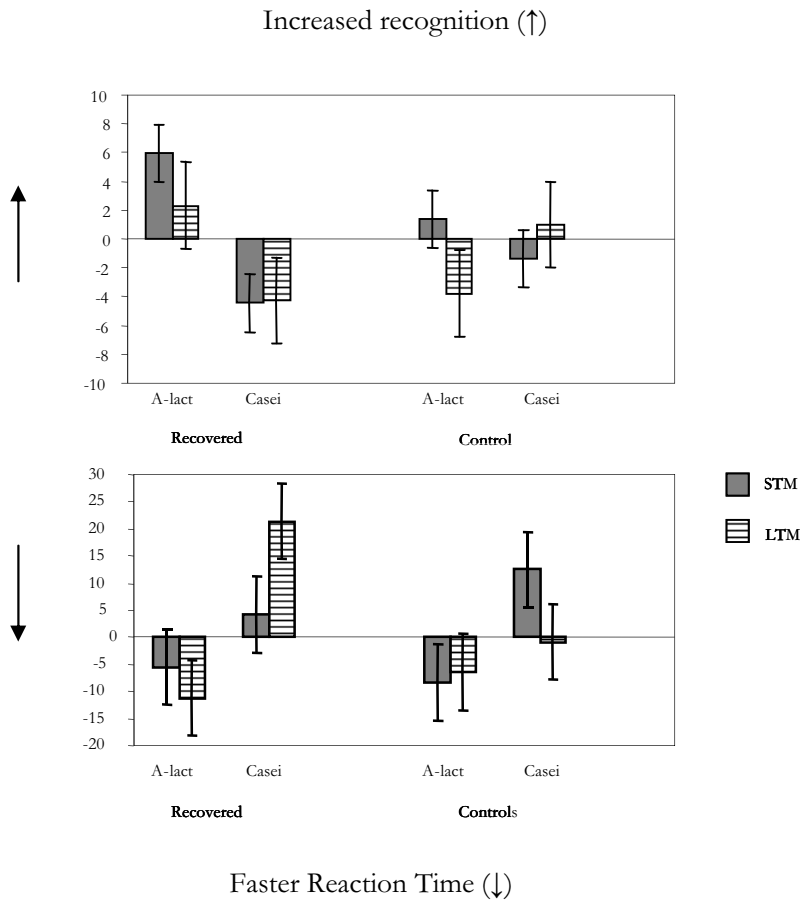 Increased recognition (↑)
10
8
6
4
2
0
-2
-4
-6
-8
-10
A-lact Casei A-lact Casei
Recovered Control
30
25
20
15
10
5
0
-5
-10
-15
-20
STM
LTM
A-lact Casei A-lact Casei
Recovered Controls
Faster Reaction Time (↓)